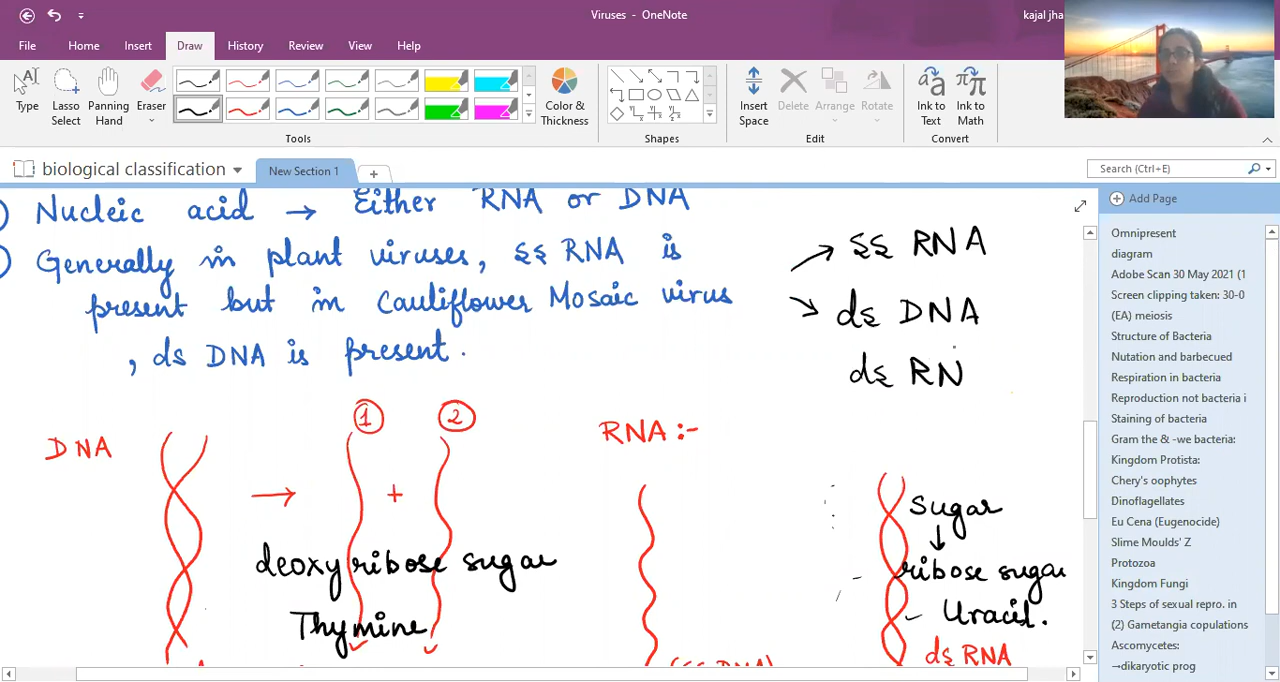 Viruses - OneNote
kajal jha
File Home Insert Draw History Review View Help
Type
Lasso Select
Panning Hand
Eraser
Color & Thickness
Insert Space
Delete
Arrange
Rotate
Ink to Text
Ink to Math
Tools
Shapes
Edit
Convert
biological classification
New Section 1
Search (Ctrl+E)
Nucleic acid → Either RNA or DNA
Generally in plant viruses, ss RNA is
present but in Cauliflower Mosaic virus
, ds DNA is present.
→ ss RNA
→ ds DNA
ds RN
DNA
→
1
+
2
deoxyribose sugar
Thymine
RNA :-
Sugar
↓
ribose sugar
- Uracil.
ds RNA
Add Page
Omnipresent
diagram
Adobe Scan 30 May 2021 (1
Screen clipping taken: 30-0
(EA) meiosis
Structure of Bacteria
Nutation and barbecued
Respiration in bacteria
Reproduction not bacteria i
Staining of bacteria
Gram the & -we bacteria:
Kingdom Protista:
Chery's oophytes
Dinoflagellates
Eu Cena (Eugenocide)
Slime Moulds' Z
Protozoa
Kingdom Fungi
3 Steps of sexual repro. in
(2) Gametangia copulations
Ascomycetes:
→dikaryotic prog